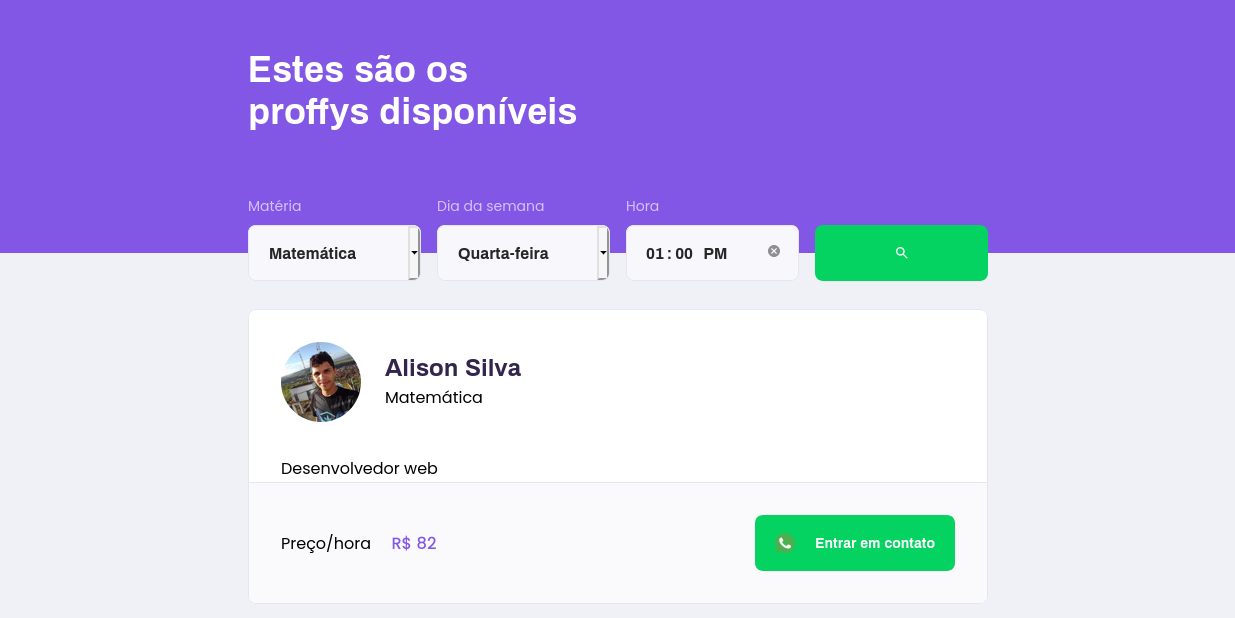 Estes são os
proffys disponíveis
Matéria Dia da semana Hora
Matemática Quarta-feira 01:00 PM
Alison Silva
Matemática
Desenvolvedor web
Preço/hora R$ 82 Entrar em contato